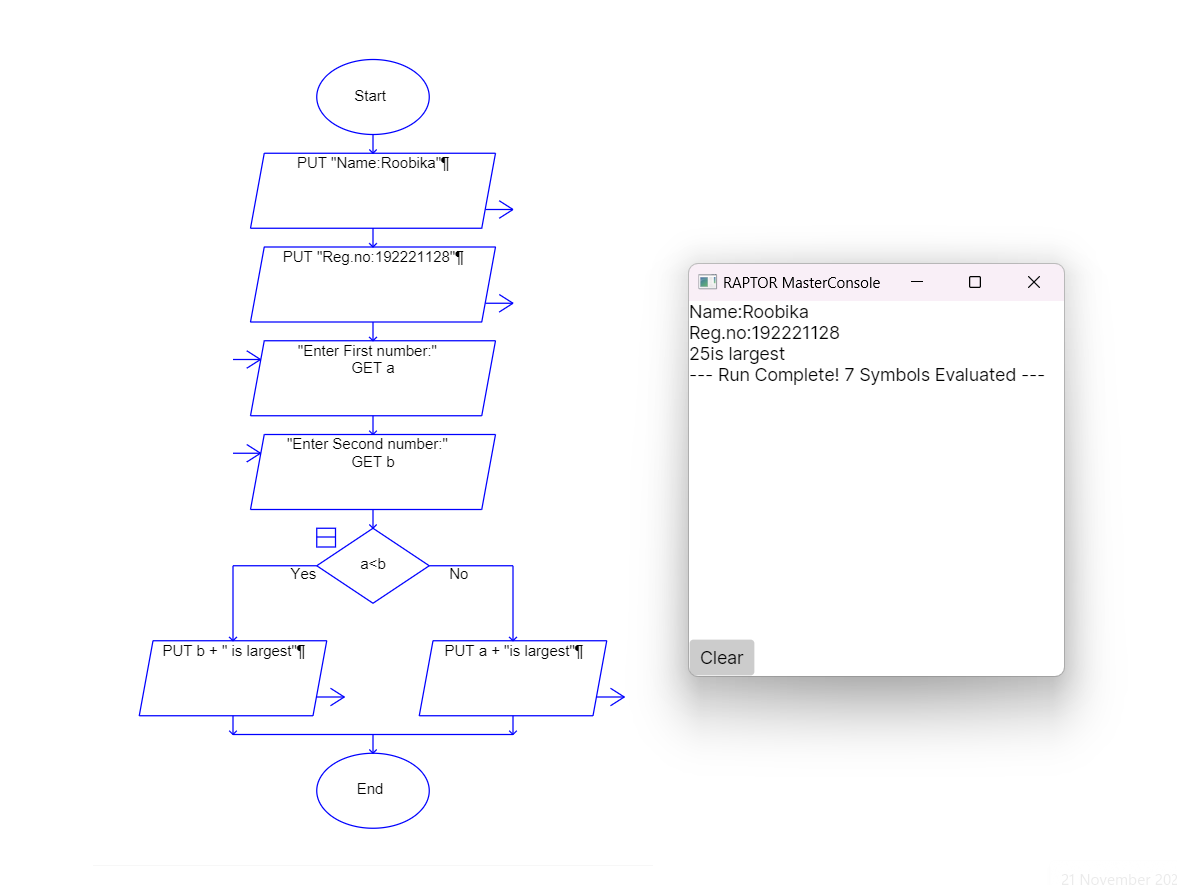 Start
PUT "Name:Roobika"¶
PUT "Reg.no:192221128"¶
"Enter First number:"
GET a
"Enter Second number:"
GET b
a<b
Yes
No
PUT b + " is largest"¶
PUT a + "is largest"¶
End
RAPTOR MasterConsole
Name:Roobika
Reg.no:192221128
25is largest
--- Run Complete! 7 Symbols Evaluated ---
Clear
21 November 202